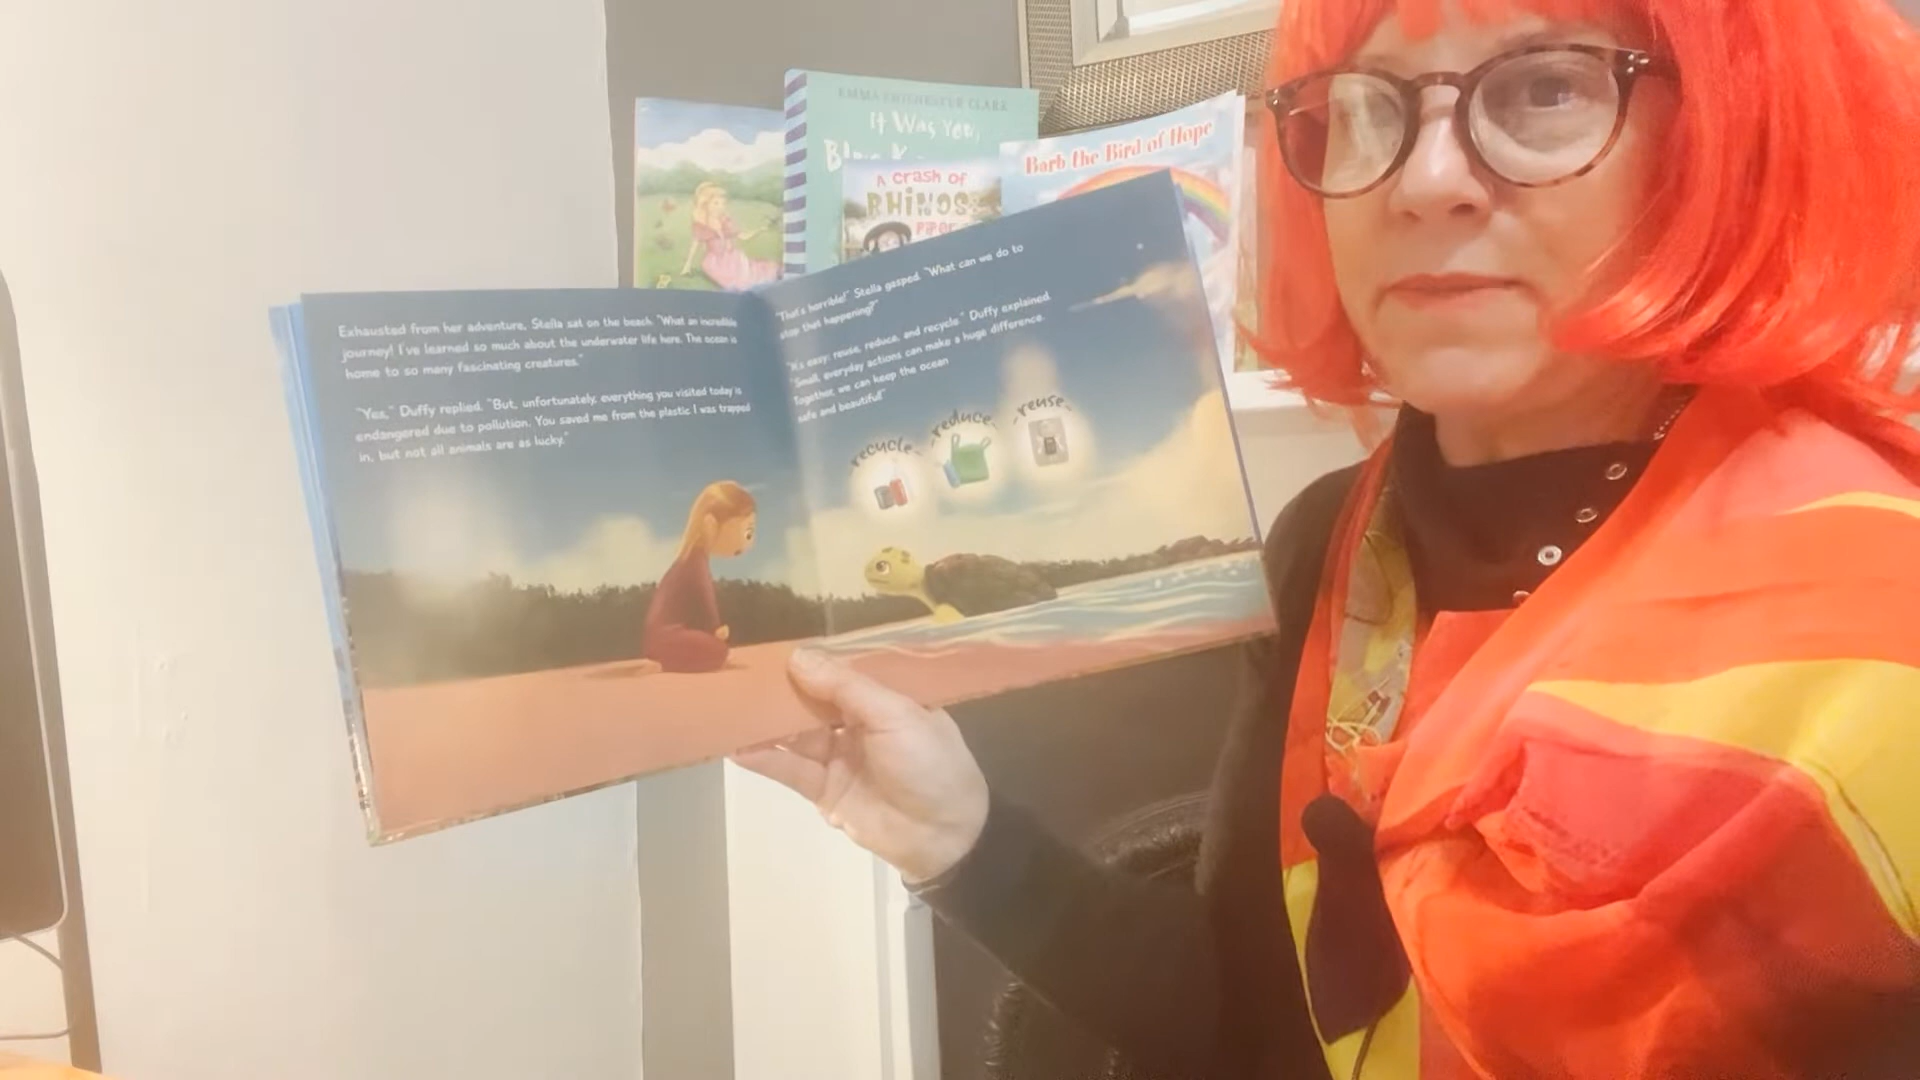 EMMA CHICHESTER CLARK
It Was You,
Barb the Bird of Hope
A CRASH OF
RHINOS
PIPER
Exhausted from her adventure, Stella sat on the beach. "What an incredible
journey! I've learned so much about the underwater life here. The ocean is
home to so many fascinating creatures."
"Yes," Duffy replied. "But, unfortunately, everything you visited today is
endangered due to pollution. You saved me from the plastic I was trapped
in, but not all animals are as lucky."
"That's horrible!" Stella gasped. "What can we do to
stop that happening?"
"It's easy: reuse, reduce, and recycle." Duffy explained.
"Small, everyday actions can make a huge difference.
Together, we can keep the ocean
safe and beautiful!"
-recycle-
-reduce-
-reuse-